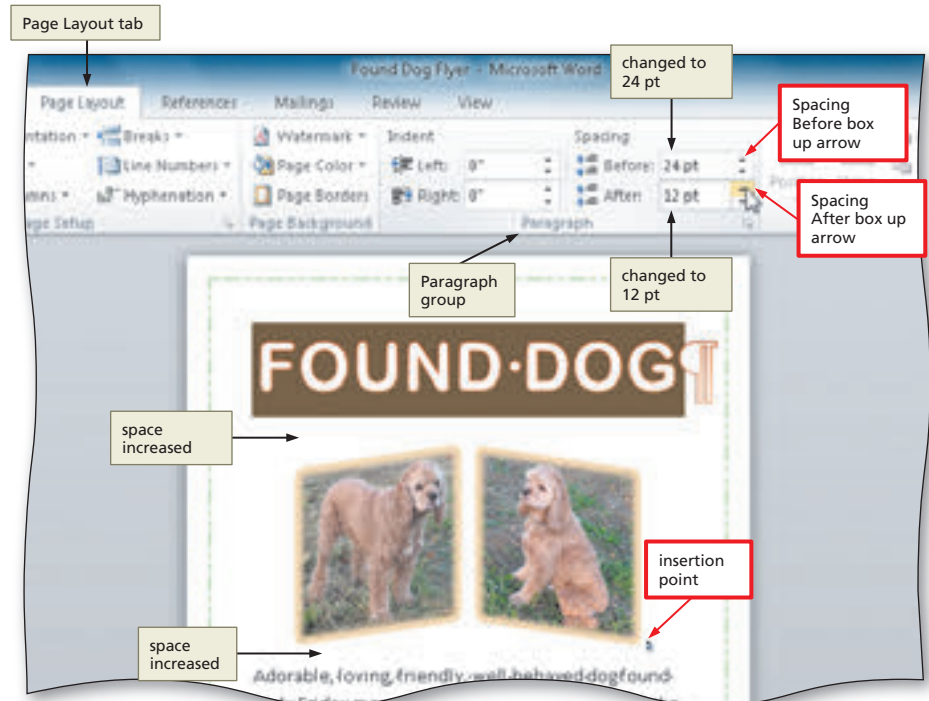 Page Layout tab
Found Dog Flyer - Microsoft Word
changed to
24 pt
Page Layout References Mailings Review View
Spacing
Before box
up arrow
Breaks Watermark Indent Spacing
Line Numbers Page Color Left: 0" Before: 24 pt
Hyphenation Page Borders Right: 0" After: 12 pt
Page Background Paragraph
Spacing
After box up
arrow
Paragraph
group
changed to
12 pt
FOUND·DOG¶
space
increased
insertion
point
space
increased
Adorable,·loving,·friendly,·well-behaved·dog·found·